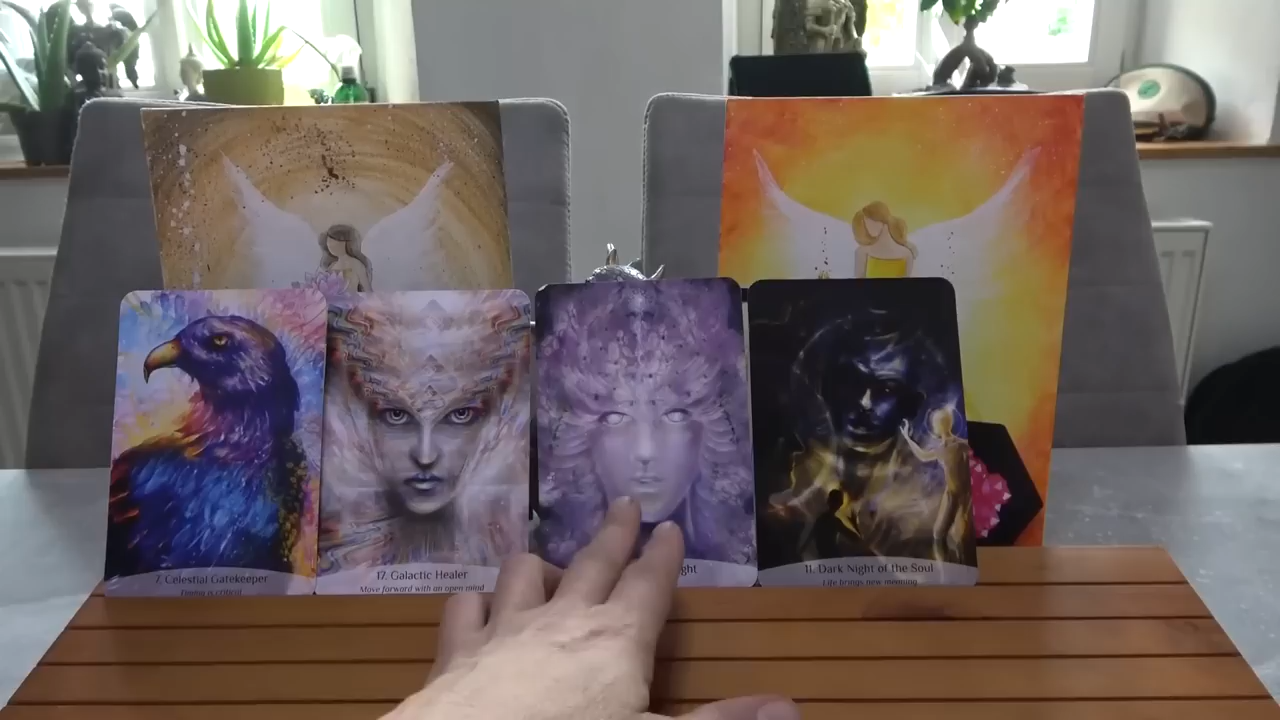 7. Celestial Gatekeeper
Enemy is critical
17. Galactic Healer
Move forward with an open mind
ght
11. Dark Night of the Soul
Life brings new meaning